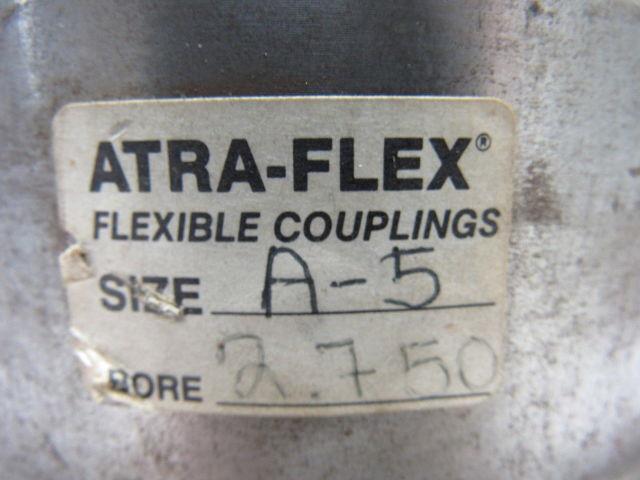 ATRA-FLEX®
FLEXIBLE COUPLINGS
SIZE A-5
BORE 2.750